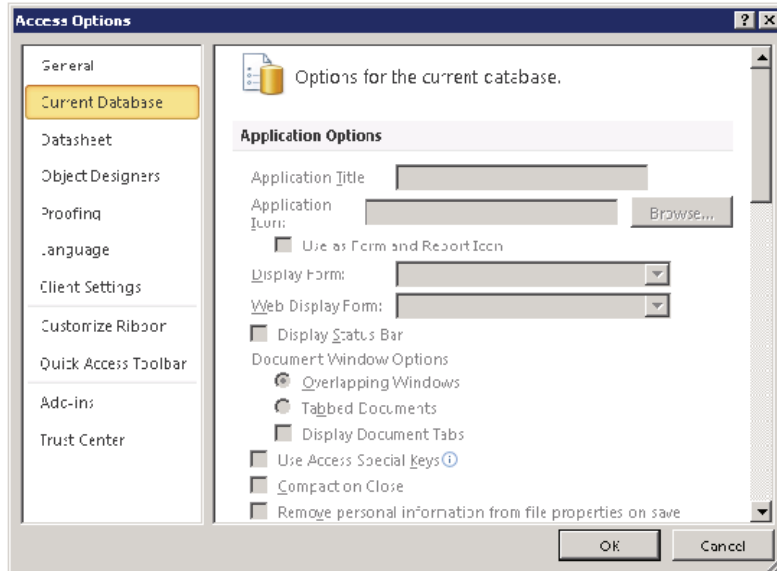 Access Options
General
Current Database
Datasheet
Object Designers
Proofing
Language
Client Settings
Customize Ribbon
Quick Access Toolbar
Add-ins
Trust Center
Options for the current database.
Application Options
Application Title
Application
Icon:
Browse...
Use as Form and Report Icon
Display Form:
Web Display Form:
Display Status Bar
Document Window Options
Overlapping Windows
Tabbed Documents
Display Document Tabs
Use Access Special Keys
Compact on Close
Remove personal information from file properties on save
OK Cancel